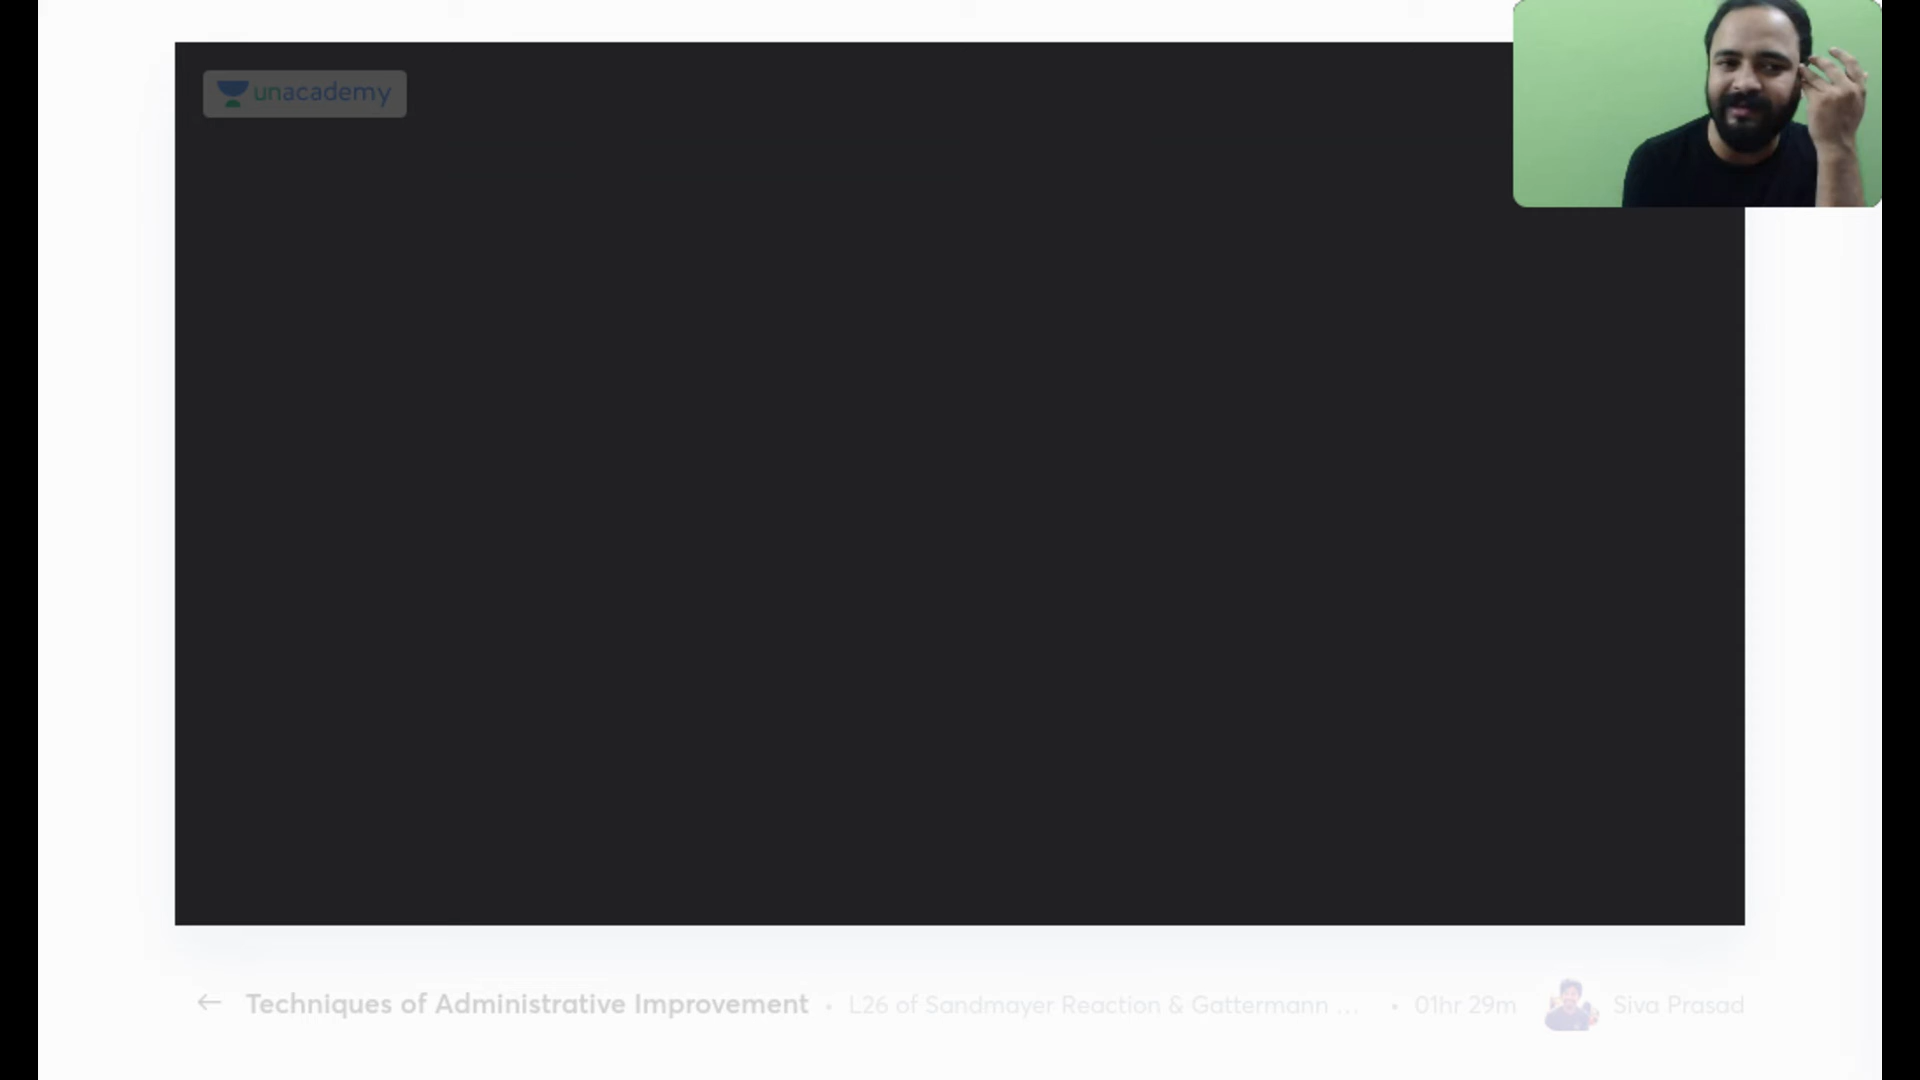 unacademy
Techniques of Administrative Improvement • L26 of Sandmayer Reaction & Gattermann ... • 01hr 29m Siva Prasad